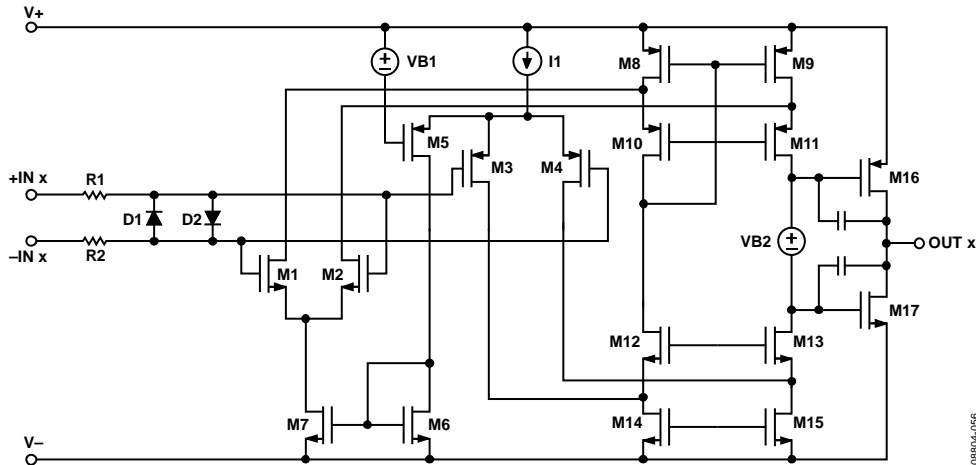 V+
VB1
I1
M8
M9
M5
M3
M4
M10
M11
+IN x
R1
M16
D1
D2
VB2
OUT x
–IN x
R2
M1
M2
M17
M12
M13
M7
M6
M14
M15
V–
08804-056